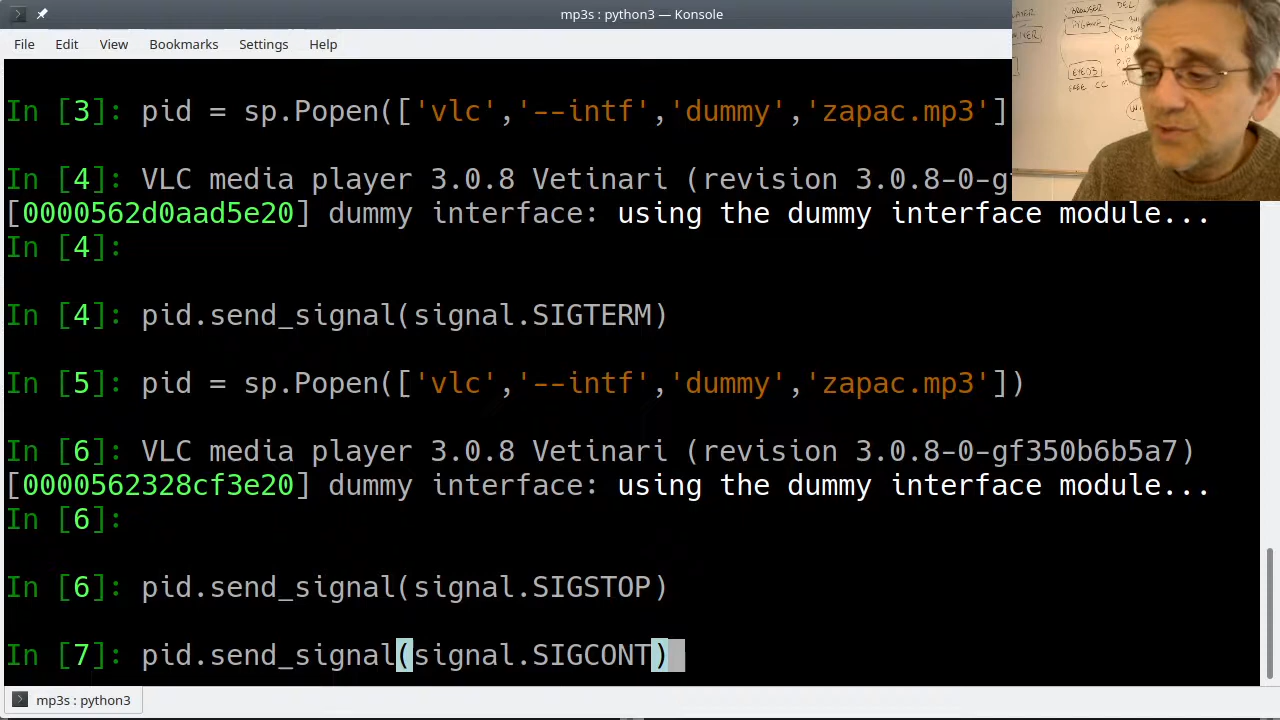 mp3s : python3 — Konsole
File Edit View Bookmarks Settings Help
In [3]: pid = sp.Popen(['vlc','--intf','dummy','zapac.mp3']
In [4]: VLC media player 3.0.8 Vetinari (revision 3.0.8-0-gf
[0000562d0aad5e20] dummy interface: using the dummy interface module...
In [4]:
In [4]: pid.send_signal(signal.SIGTERM)
In [5]: pid = sp.Popen(['vlc','--intf','dummy','zapac.mp3'])
In [6]: VLC media player 3.0.8 Vetinari (revision 3.0.8-0-gf350b6b5a7)
[0000562328cf3e20] dummy interface: using the dummy interface module...
In [6]:
In [6]: pid.send_signal(signal.SIGSTOP)
In [7]: pid.send_signal(signal.SIGCONT)
mp3s : python3
BROWSER DEL
PYGAME
EYED3